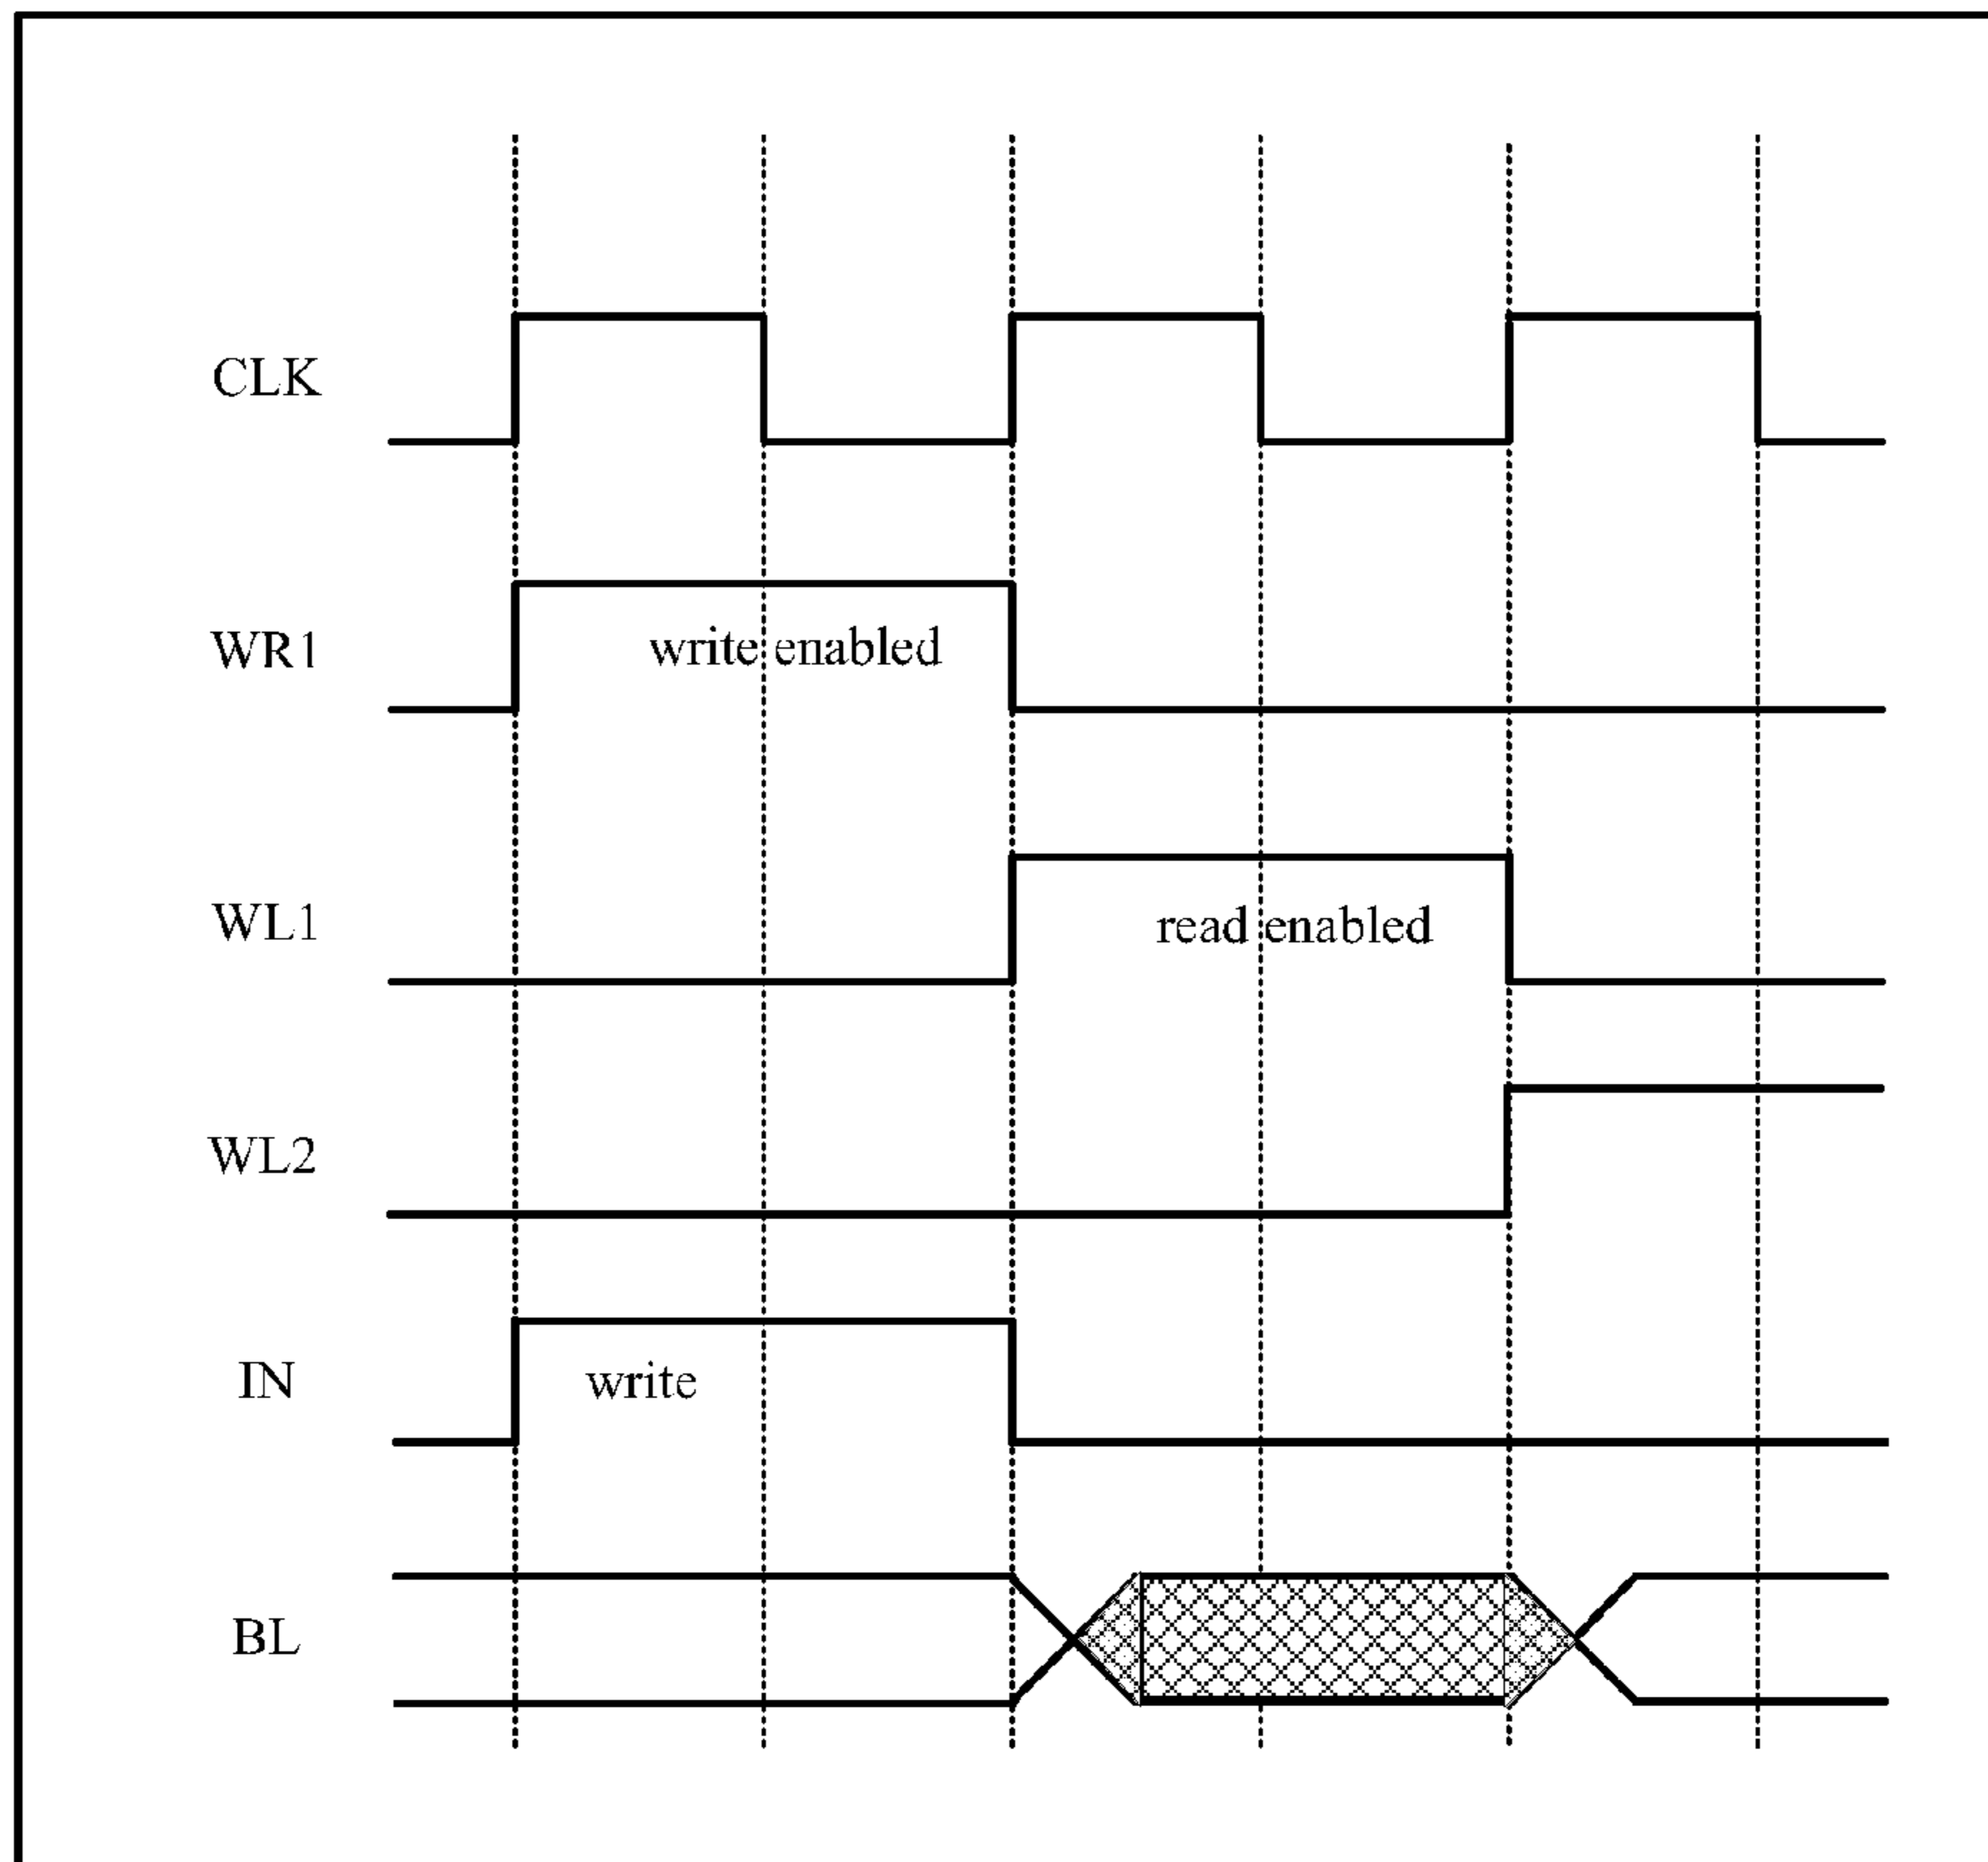 CLK
WR1
write enabled
WL1
read enabled
WL2
IN
write
BL